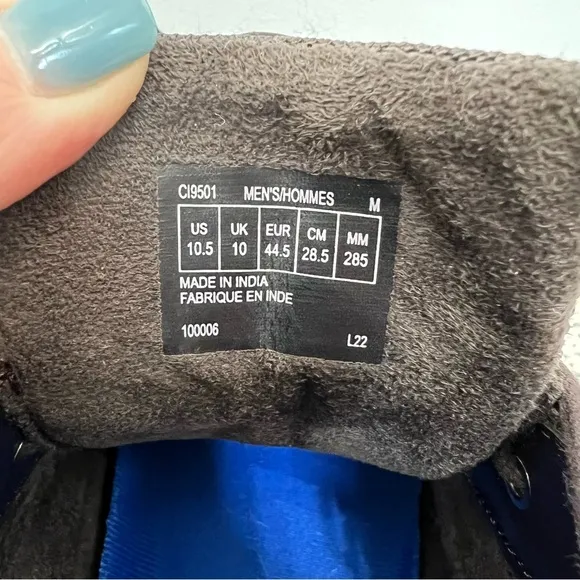 CI9501 MEN'S/HOMMES M
US UK EUR CM MM
10.5 10 44.5 28.5 285
MADE IN INDIA
FABRIQUE EN INDE
100006 L22